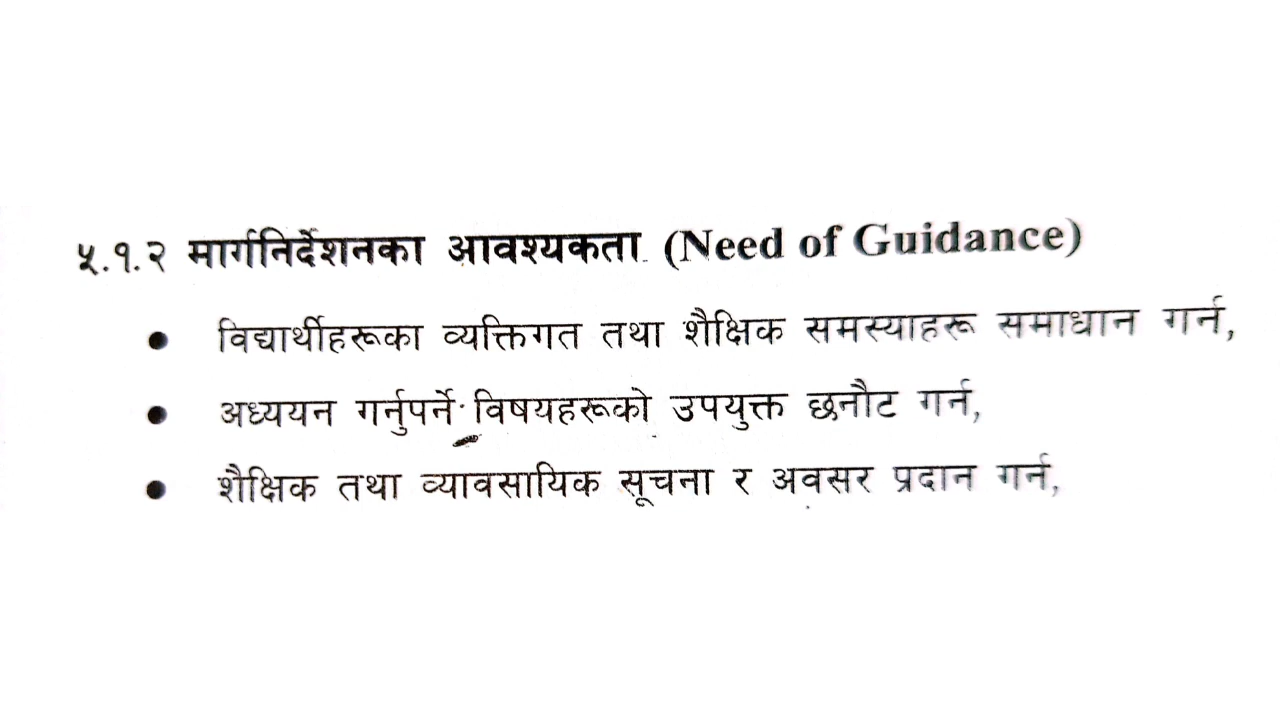 ५.१.२ मार्गनिर्देशनका आवश्यकता (Need of Guidance)
• विद्यार्थीहरूका व्यक्तिगत तथा शैक्षिक समस्याहरू समाधान गर्न,
• अध्ययन गर्नुपर्ने विषयहरूको उपयुक्त छनौट गर्न,
• शैक्षिक तथा व्यावसायिक सूचना र अवसर प्रदान गर्न,